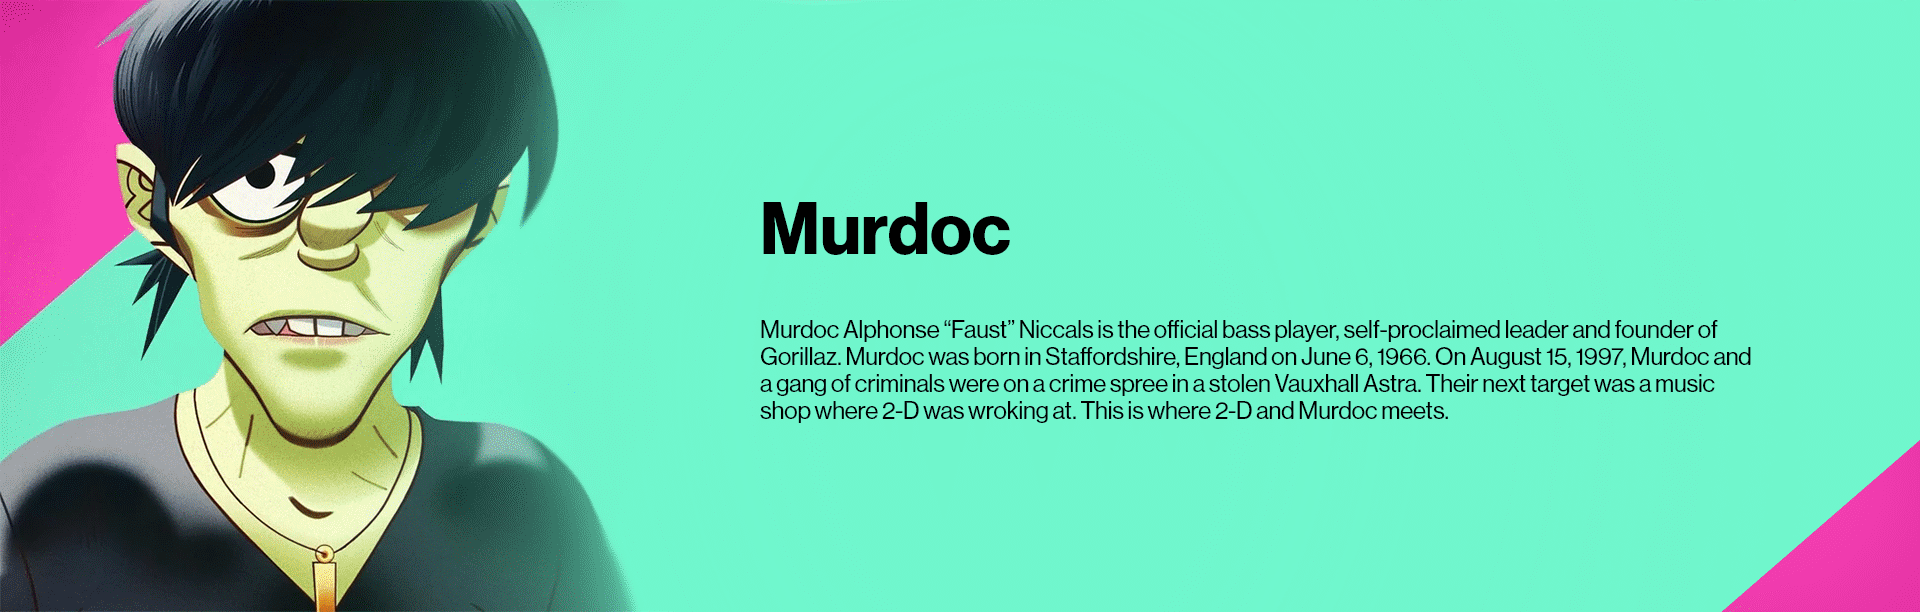 Murdoc
Murdoc Alphonse “Faust” Niccals is the official bass player, self-proclaimed leader and founder of
Gorillaz. Murdoc was born in Staffordshire, England on June 6, 1966. On August 15, 1997, Murdoc and
a gang of criminals were on a crime spree in a stolen Vauxhall Astra. Their next target was a music
shop where 2-D was wroking at. This is where 2-D and Murdoc meets.